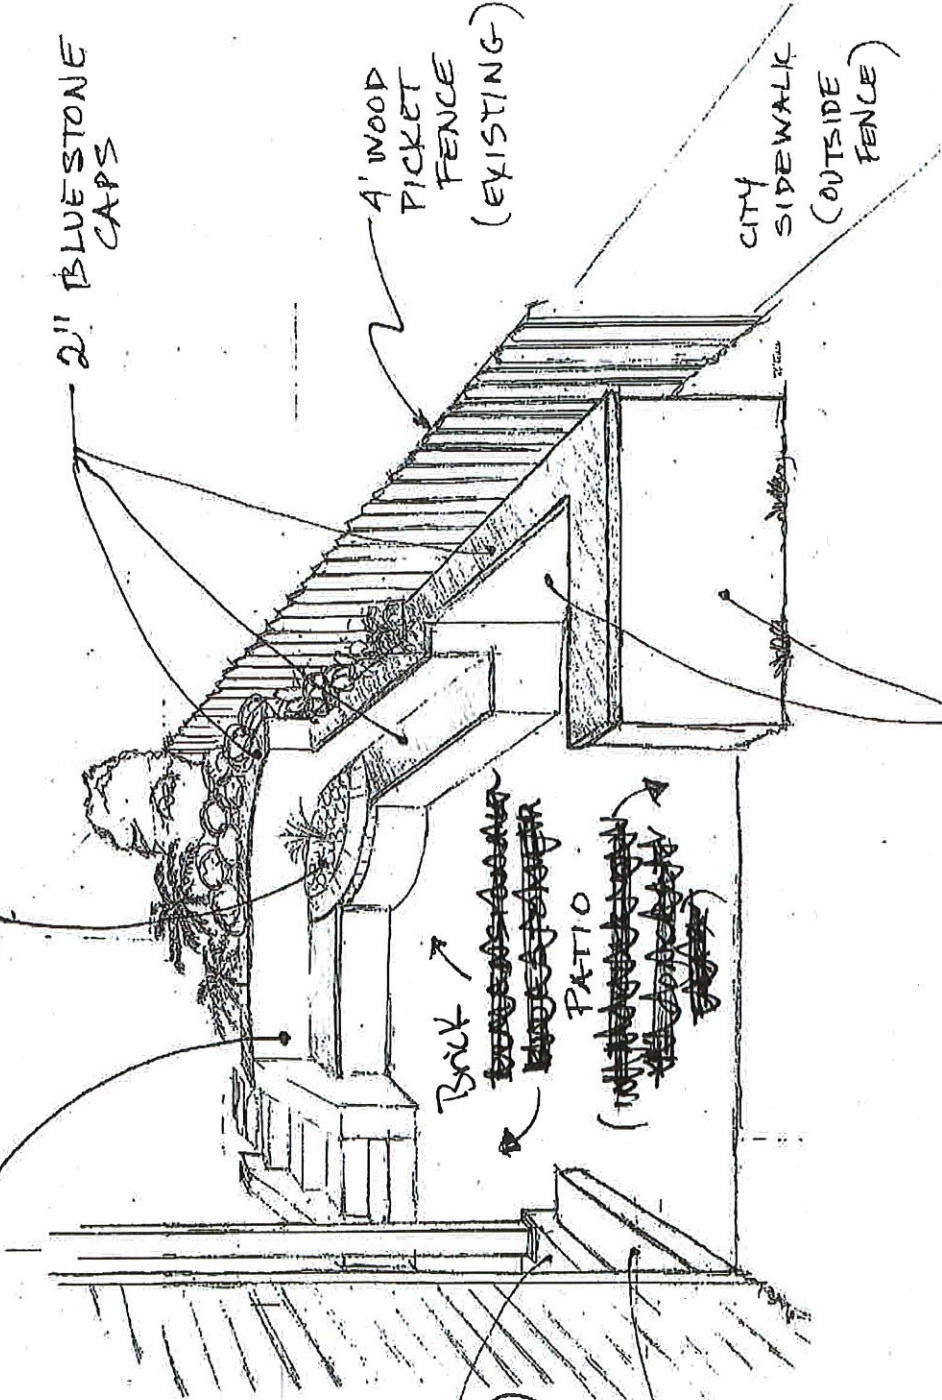 2" BLUESTONE
CAPS
4' WOOD
PICKET
FENCE
(EXISTING)
CITY
SIDEWALK
(OUTSIDE
FENCE)
Brick
PATIO